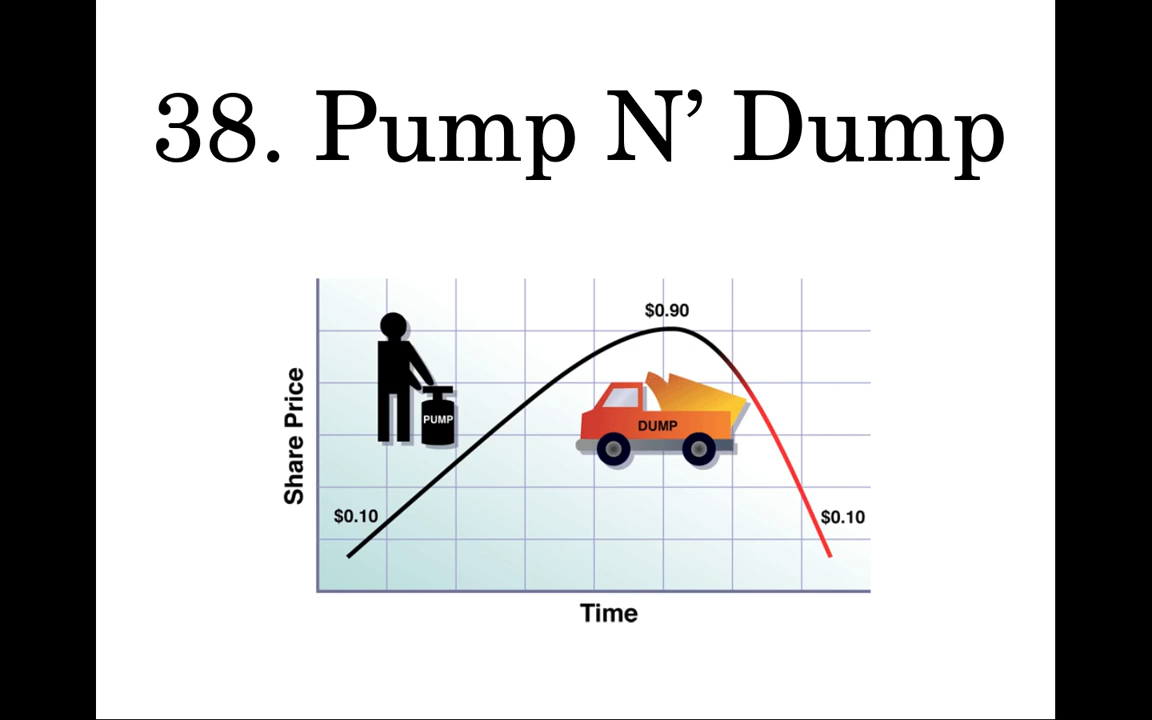 38. Pump N’ Dump
$0.90
PUMP
DUMP
Share Price
$0.10
$0.10
Time